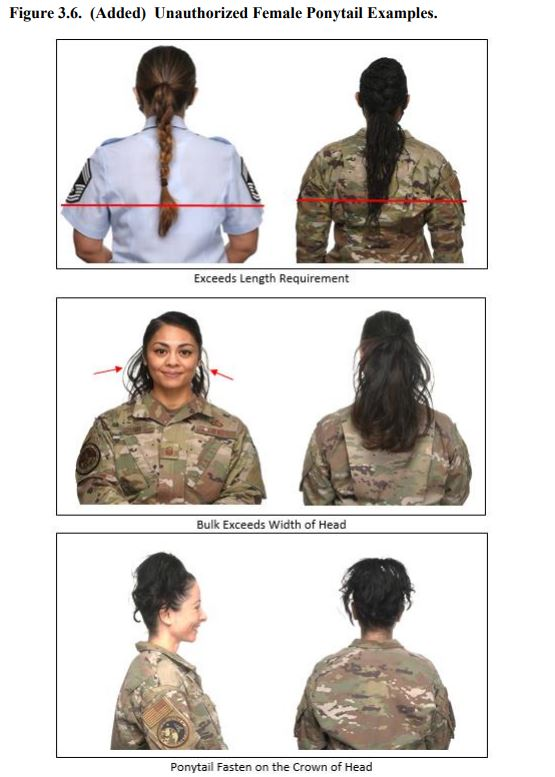 Figure 3.6. (Added) Unauthorized Female Ponytail Examples.
Exceeds Length Requirement
Bulk Exceeds Width of Head
Ponytail Fasten on the Crown of Head